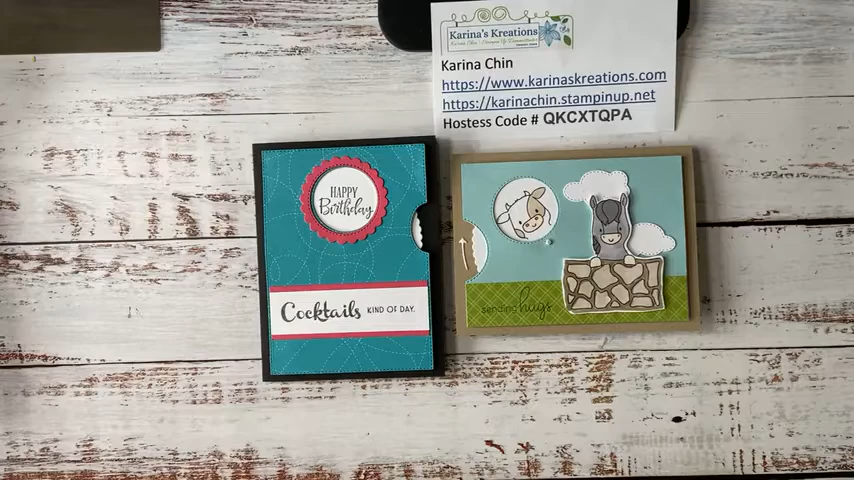 Karina's Kreations
Karina Chin
https://www.karinaskreations.com
https://karinachin.stampinup.net
Hostess Code # QKCXTQPA
HAPPY
Birthday
Cocktails KIND OF DAY.
sending hugs